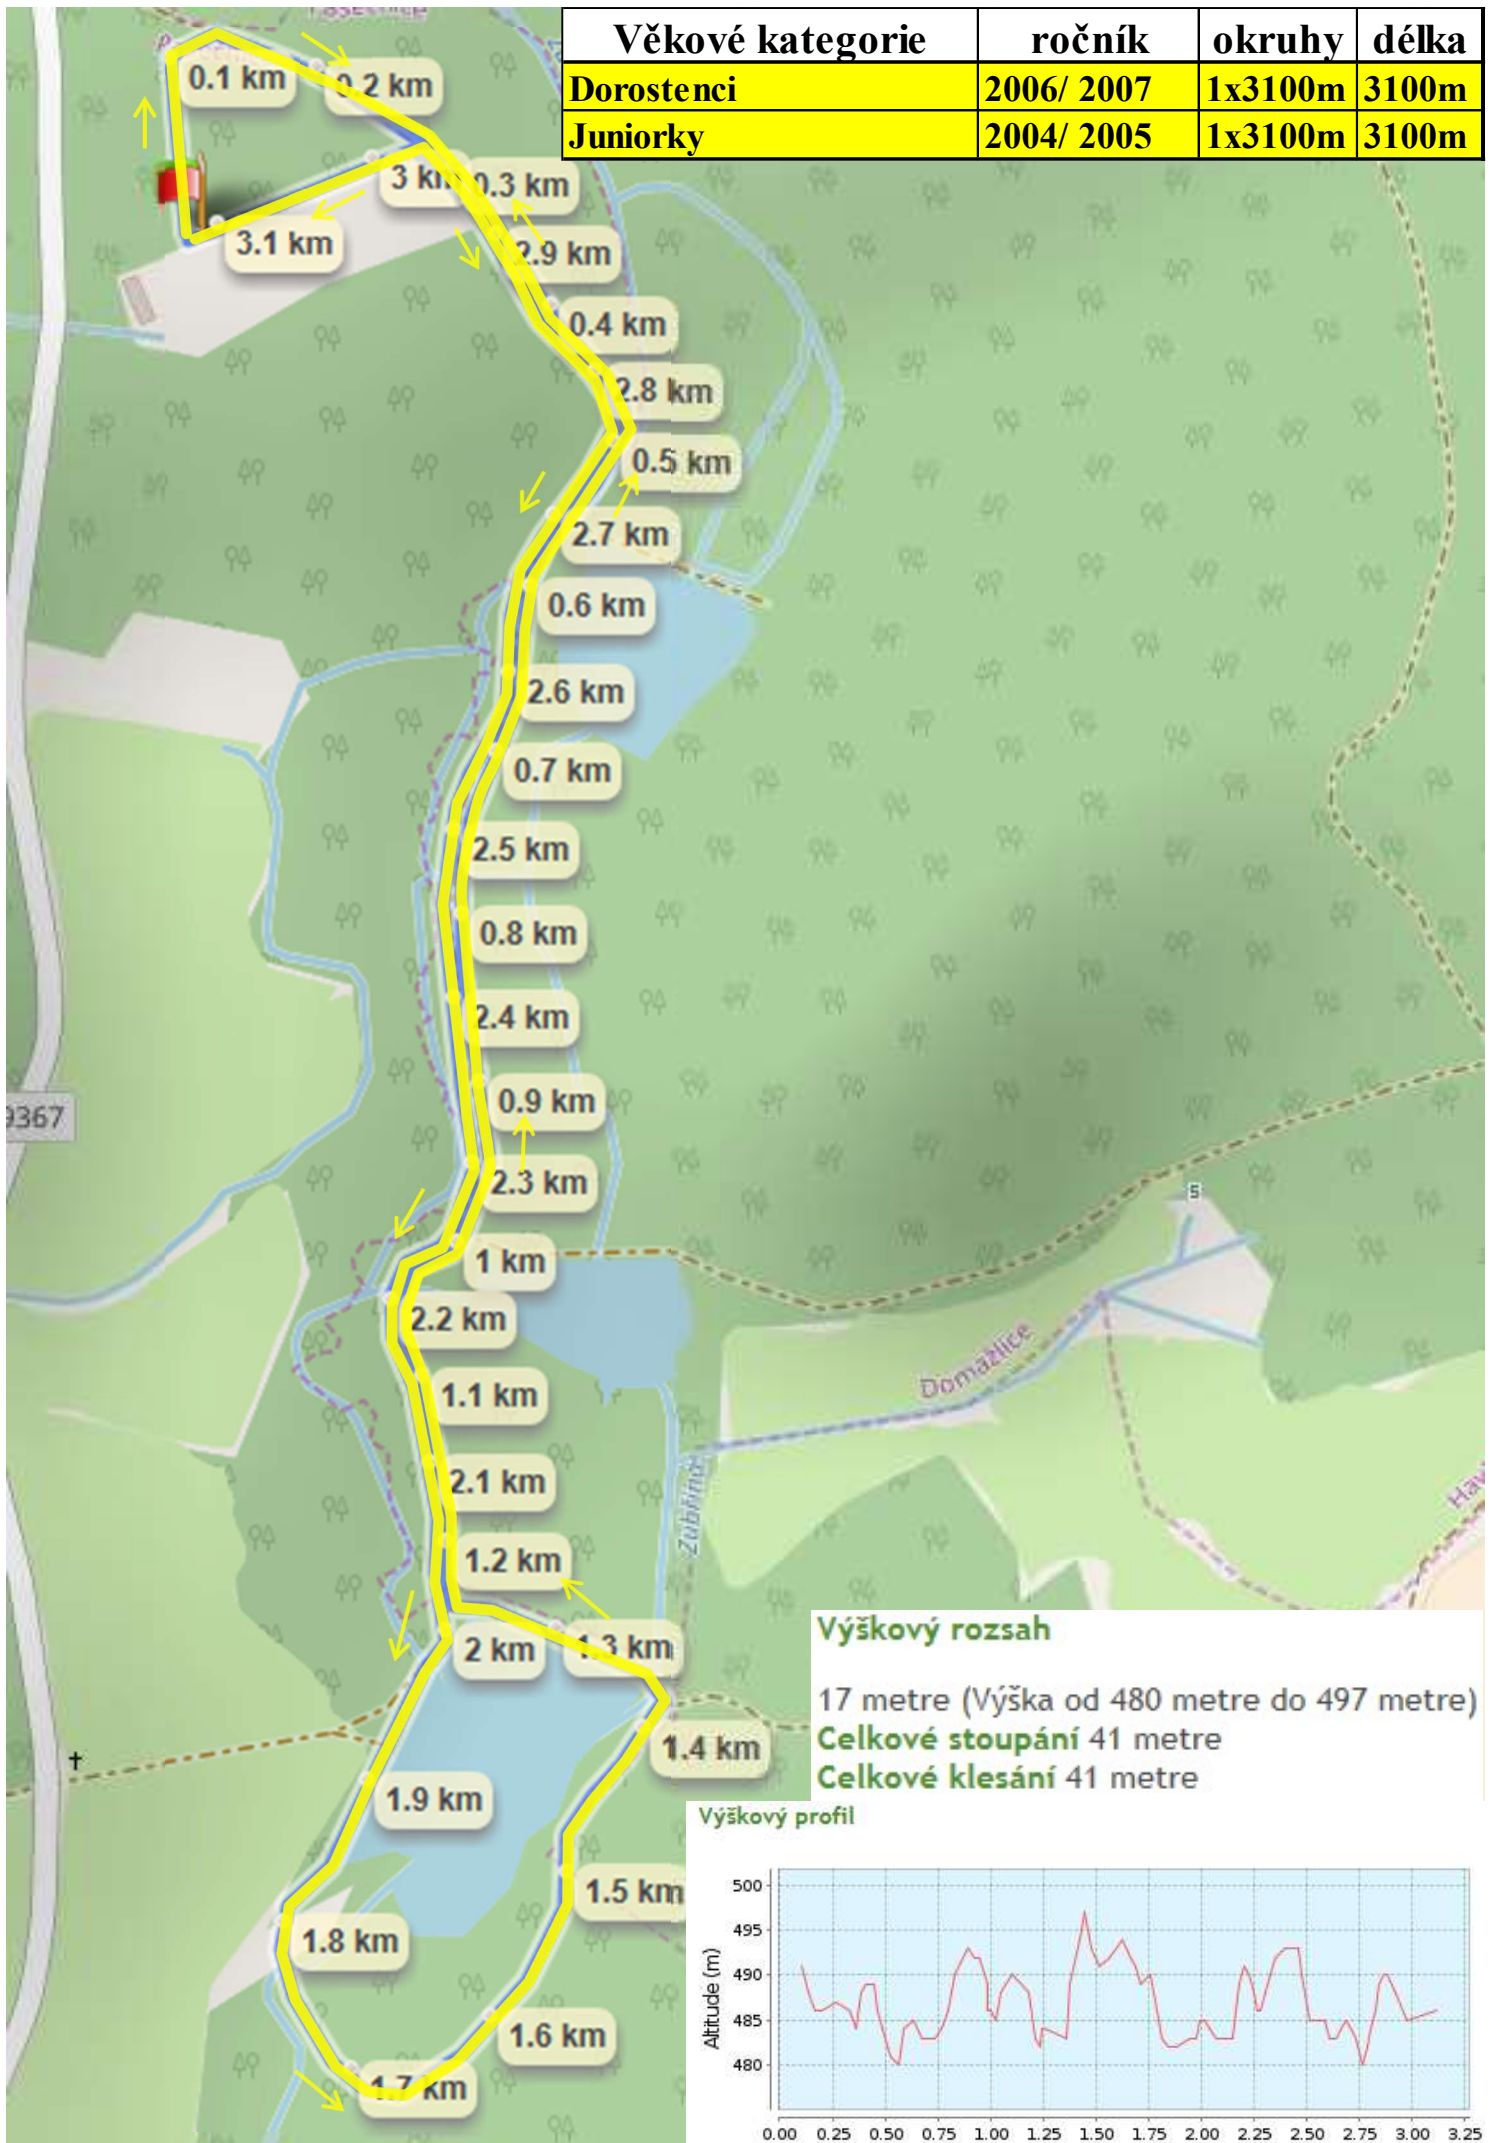 Věkové kategorie ročník okruhy délka
Dorostenci 2006/ 2007 1x3100m 3100m
Juniorky 2004/ 2005 1x3100m 3100m
0.1 km
0.2 km
3 km
0.3 km
3.1 km
2.9 km
0.4 km
2.8 km
0.5 km
2.7 km
0.6 km
2.6 km
0.7 km
2.5 km
0.8 km
2.4 km
0.9 km
9367
2.3 km
S
1 km
2.2 km
Domažlice
1.1 km
2.1 km
Zubřina
Hav
1.2 km
2 km
1.3 km
1.4 km
1.9 km
1.5 km
1.8 km
1.6 km
1.7 km
Výškový rozsah
17 metre (Výška od 480 metre do 497 metre)
Celkové stoupání 41 metre
Celkové klesání 41 metre
Výškový profil
Altitude (m)
500
495
490
485
480
0.00 0.25 0.50 0.75 1.00 1.25 1.50 1.75 2.00 2.25 2.50 2.75 3.00 3.25